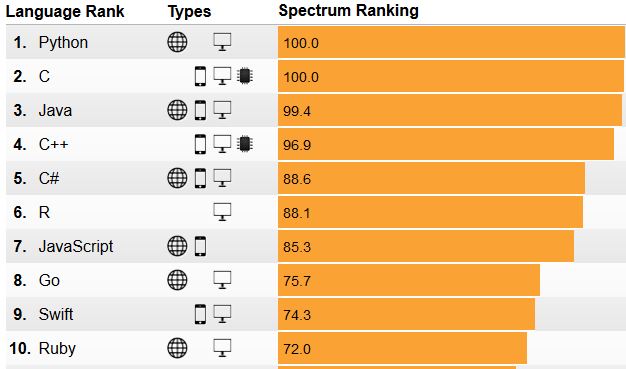 Language Rank Types Spectrum Ranking
1. Python 100.0
2. C 100.0
3. Java 99.4
4. C++ 96.9
5. C# 88.6
6. R 88.1
7. JavaScript 85.3
8. Go 75.7
9. Swift 74.3
10. Ruby 72.0